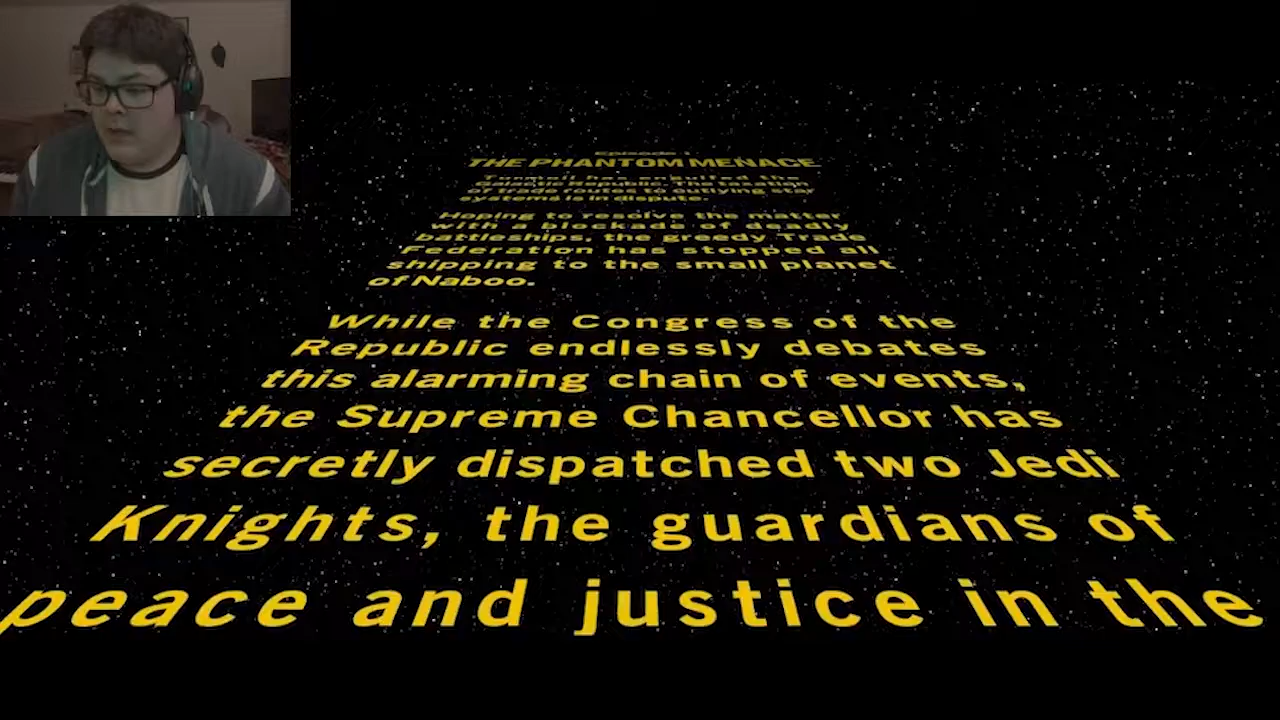 Episode I
THE PHANTOM MENACE
Turmoil has engulfed the
Galactic Republic. The taxation
of trade routes to outlying star
systems is in dispute.
Hoping to resolve the matter
with a blockade of deadly
battleships, the greedy Trade
Federation has stopped all
shipping to the small planet
of Naboo.
While the Congress of the
Republic endlessly debates
this alarming chain of events,
the Supreme Chancellor has
secretly dispatched two Jedi
Knights, the guardians of
peace and justice in the